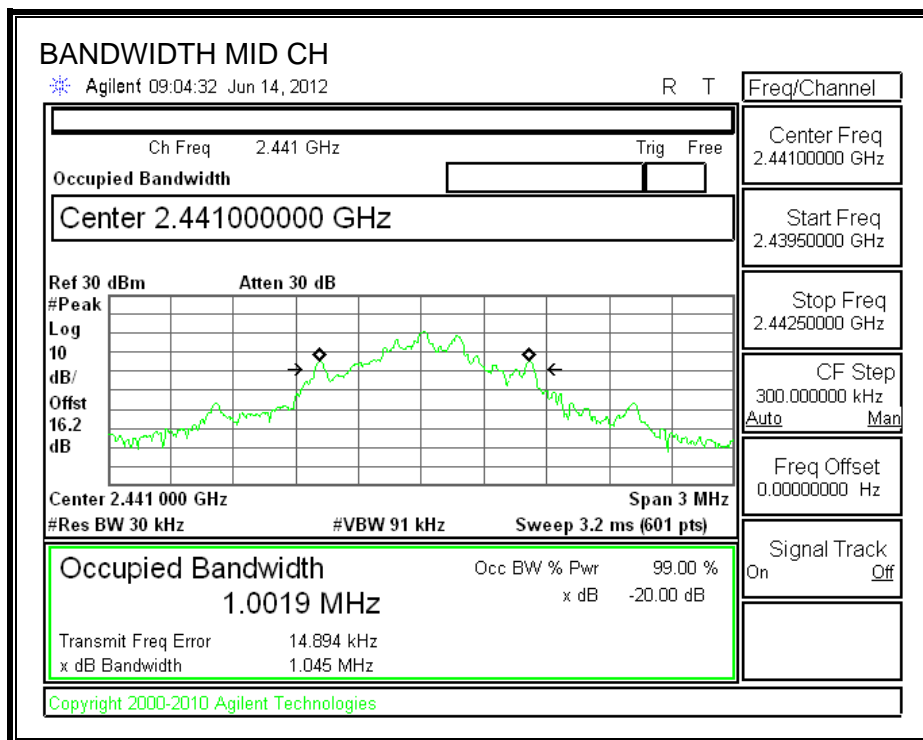 BANDWIDTH MID CH
Agilent 09:04:32 Jun 14, 2012 R T
Freq/Channel
Ch Freq 2.441 GHz Trig Free
Occupied Bandwidth
Center 2.441000000 GHz
Center Freq
2.44100000 GHz
Start Freq
2.43950000 GHz
Stop Freq
2.44250000 GHz
CF Step
300.000000 kHz
Auto Man
Freq Offset
0.00000000 Hz
Signal Track
On Off
Ref 30 dBm Atten 30 dB
#Peak
Log
10
dB/
Offst
16.2
dB
Center 2.441 000 GHz Span 3 MHz
#Res BW 30 kHz #VBW 91 kHz Sweep 3.2 ms (601 pts)
Occupied Bandwidth Occ BW % Pwr 99.00 %
1.0019 MHz x dB -20.00 dB
Transmit Freq Error 14.894 kHz
x dB Bandwidth 1.045 MHz
Copyright 2000-2010 Agilent Technologies